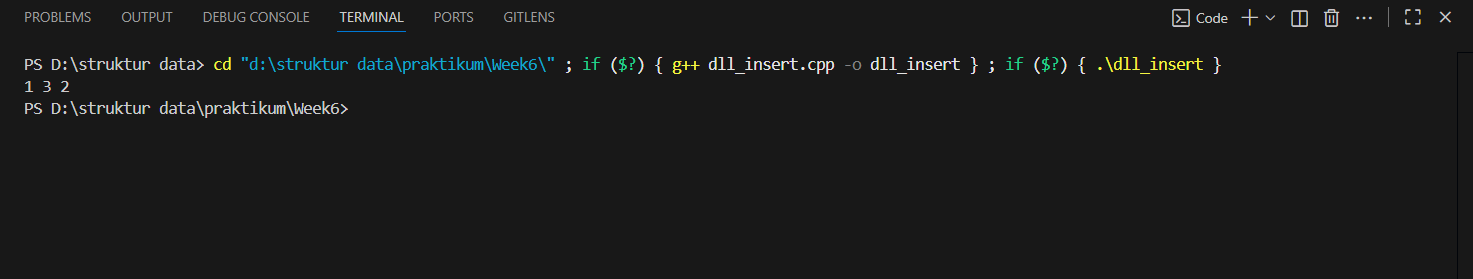 PROBLEMS OUTPUT DEBUG CONSOLE TERMINAL PORTS GITLENS Code
PS D:\struktur data> cd "d:\struktur data\praktikum\Week6\" ; if ($?) { g++ dll_insert.cpp -o dll_insert } ; if ($?) { .\dll_insert }
1 3 2
PS D:\struktur data\praktikum\Week6>